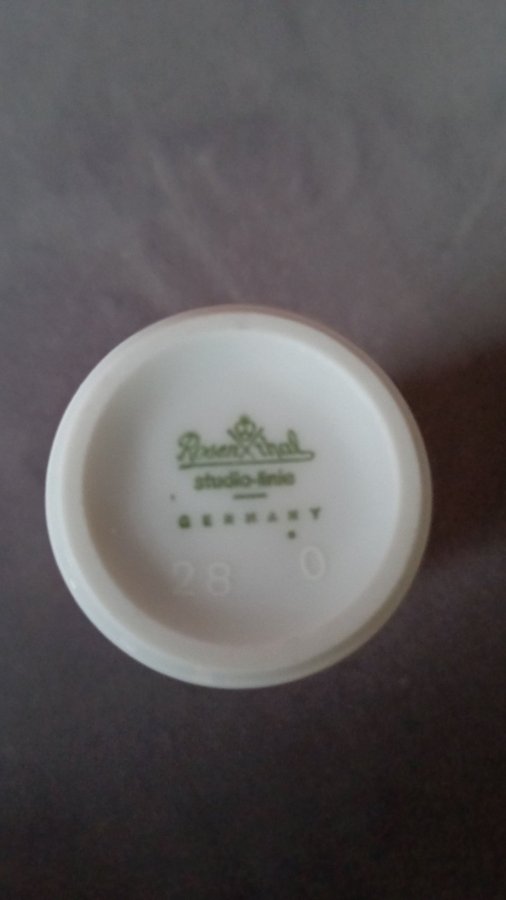 Rosenthal
studio-linie
GERMANY
28 0